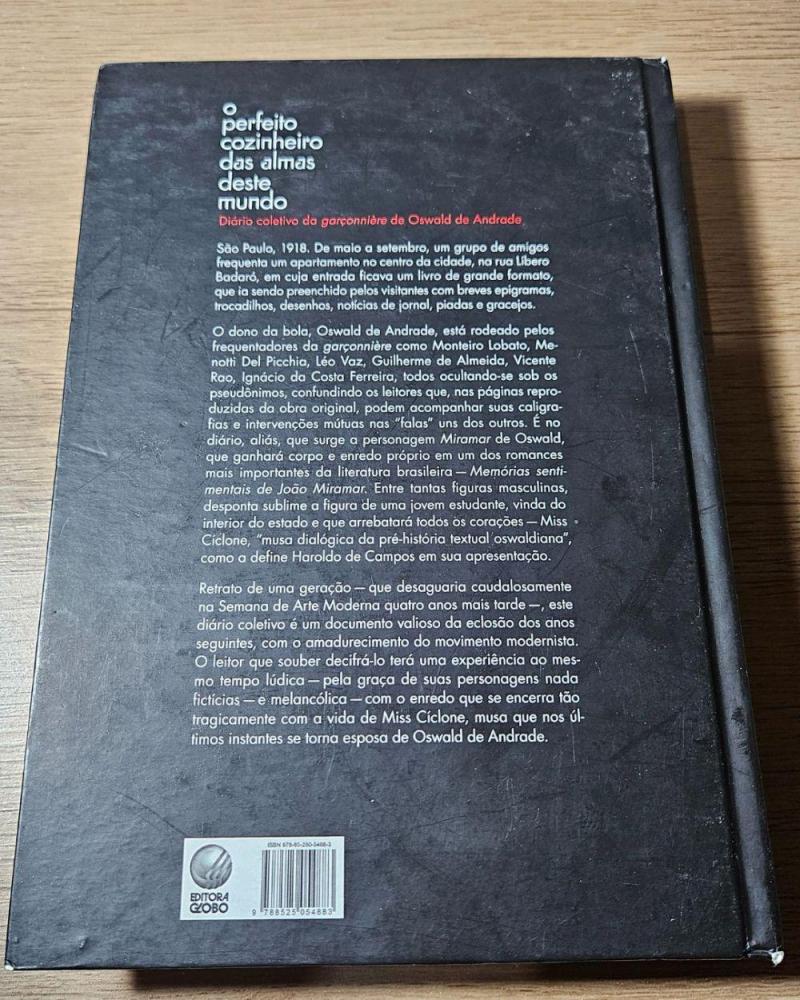 o
perfeito
cozinheiro
das almas
deste
mundo
Diário coletivo da garçonnière de Oswald de Andrade
São Paulo, 1918. De maio a setembro, um grupo de amigos
frequenta um apartamento no centro da cidade, na rua Líbero
Badaró, em cuja entrada ficava um livro de grande formato,
que ia sendo preenchido pelos visitantes com breves epigramas,
trocadilhos, desenhos, notícias de jornal, piadas e gracejos.
O dono da bola, Oswald de Andrade, está rodeado pelos
frequentadores da garçonnière como Monteiro Lobato, Me-
notti Del Picchia, Léo Vaz, Guilherme de Almeida, Vicente
Rao, Ignácio da Costa Ferreira, todos ocultando-se sob os
pseudônimos, confundindo os leitores que, nas páginas repro-
duzidas da obra original, podem acompanhar suas caligra-
fias e intervenções mútuas nas “falas” uns dos outros. É no
diário, aliás, que surge a personagem Miramar de Oswald,
que ganhará corpo e enredo próprio em um dos romances
mais importantes da literatura brasileira — Memórias senti-
mentais de João Miramar. Entre tantas figuras masculinas,
desponta sublime a figura de uma jovem estudante, vinda do
interior do estado e que arrebatará todos os corações — Miss
Cíclone, “musa dialógica da pré-história textual oswaldiana”,
como a define Haroldo de Campos em sua apresentação.
Retrato de uma geração — que desaguaria caudalosamente
na Semana de Arte Moderna quatro anos mais tarde —, este
diário coletivo é um documento valioso da eclosão dos anos
seguintes, com o amadurecimento do movimento modernista.
O leitor que souber decifrá-lo terá uma experiência ao mes-
mo tempo lúdica — pela graça de suas personagens nada
fictícias — e melancólica — com o enredo que se encerra tão
tragicamente com a vida de Miss Cíclone, musa que nos úl-
timos instantes se torna esposa de Oswald de Andrade.
ISBN 978-85-250-5488-3
EDITORA
GLOBO
9 788525 054883